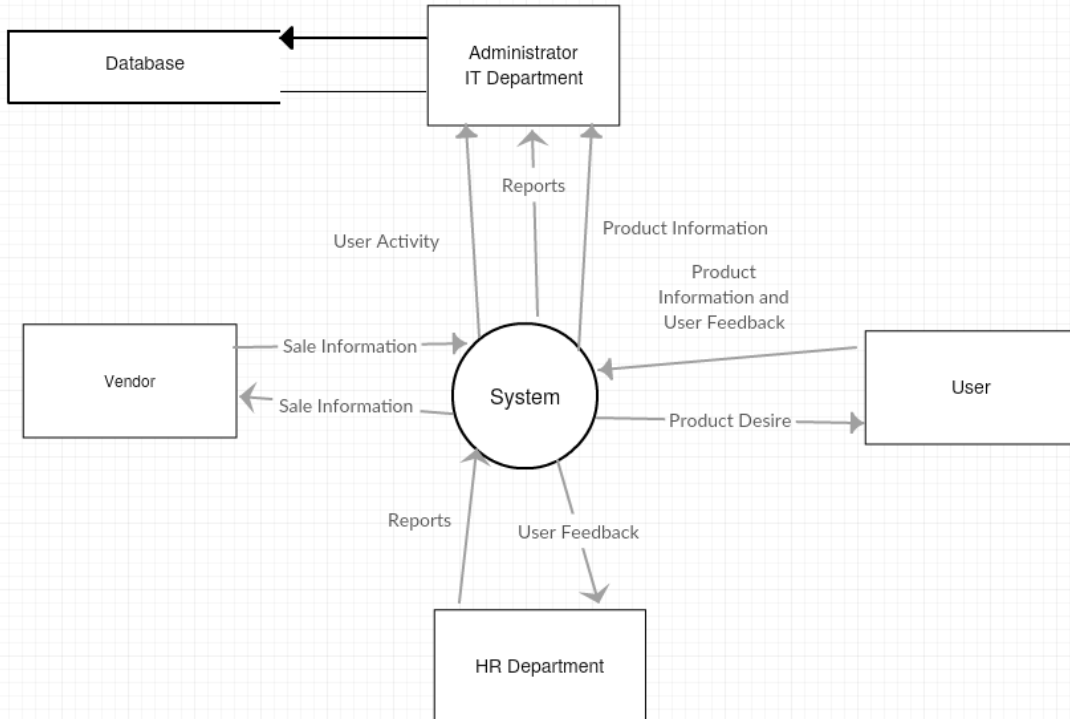 Administrator
IT Department
Database
Reports
User Activity
Product Information
Product
Information and
User Feedback
Sale Information
Vendor
User
System
Sale Information
Product Desire
Reports
User Feedback
HR Department